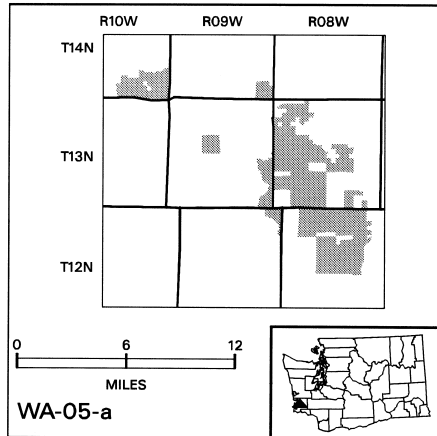 R10W R09W R08W
T14N
T13N
T12N
0 6 12
MILES
WA-05-a